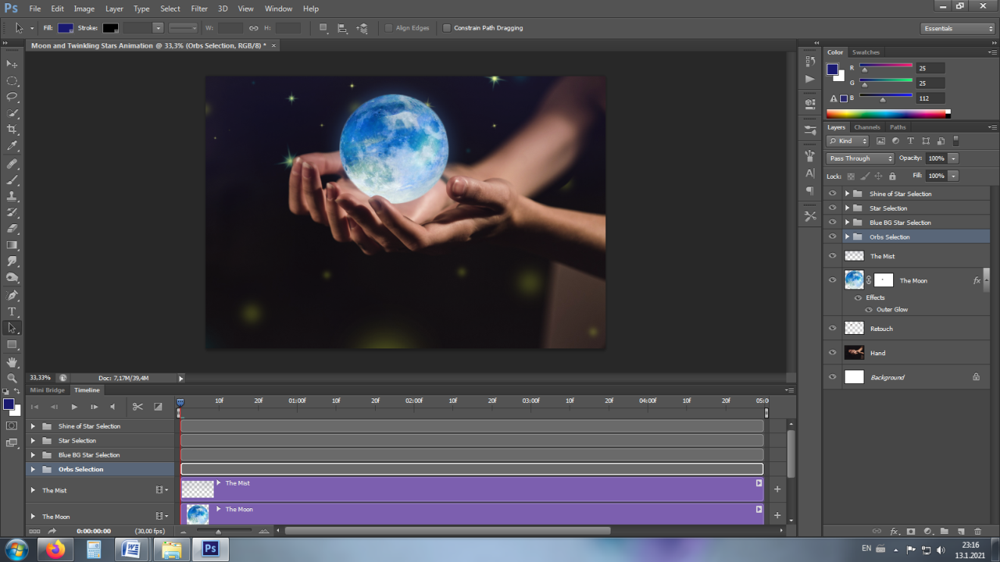 Ps File Edit Image Layer Type Select Filter 3D View Window Help
Fill: Stroke: W: H: Align Edges Constrain Path Dragging Essentials
Moon and Twinkling Stars Animation @ 33,3% (Orbs Selection, RGB/8) * ×
Color Swatches
R 25
G 25
B 112
Layers Channels Paths
Kind
Pass Through Opacity: 100%
Lock: Fill: 100%
Shine of Star Selection
Star Selection
Blue BG Star Selection
Orbs Selection
The Mist
The Moon fx
Effects
Outer Glow
Retouch
Hand
Background
33,33% Doc: 7,17M/39,4M
Mini Bridge Timeline
10f 20f 01:00f 10f 20f 02:00f 10f 20f 03:00f 10f 20f 04:00f 10f 20f 05:0
Shine of Star Selection
Star Selection
Blue BG Star Selection
Orbs Selection
The Mist The Mist
The Moon The Moon
0:00:00:00 (30,00 fps)
fx
Ps EN 23:16
13.1.2021